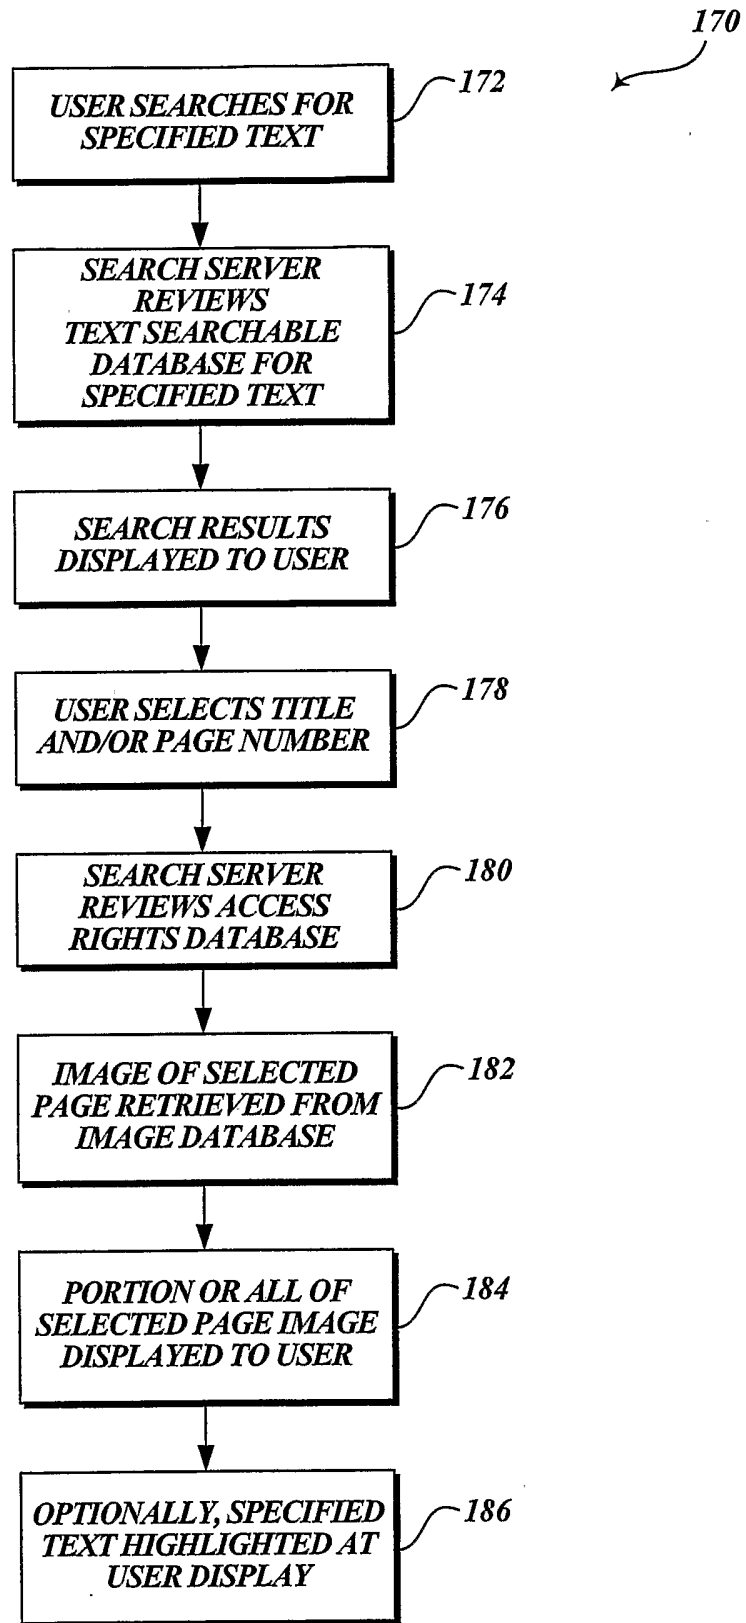 170
USER SEARCHES FOR
SPECIFIED TEXT
172
SEARCH SERVER
REVIEWS
TEXT SEARCHABLE
DATABASE FOR
SPECIFIED TEXT
174
SEARCH RESULTS
DISPLAYED TO USER
176
USER SELECTS TITLE
AND/OR PAGE NUMBER
178
SEARCH SERVER
REVIEWS ACCESS
RIGHTS DATABASE
180
IMAGE OF SELECTED
PAGE RETRIEVED FROM
IMAGE DATABASE
182
PORTION OR ALL OF
SELECTED PAGE IMAGE
DISPLAYED TO USER
184
OPTIONALLY, SPECIFIED
TEXT HIGHLIGHTED AT
USER DISPLAY
186